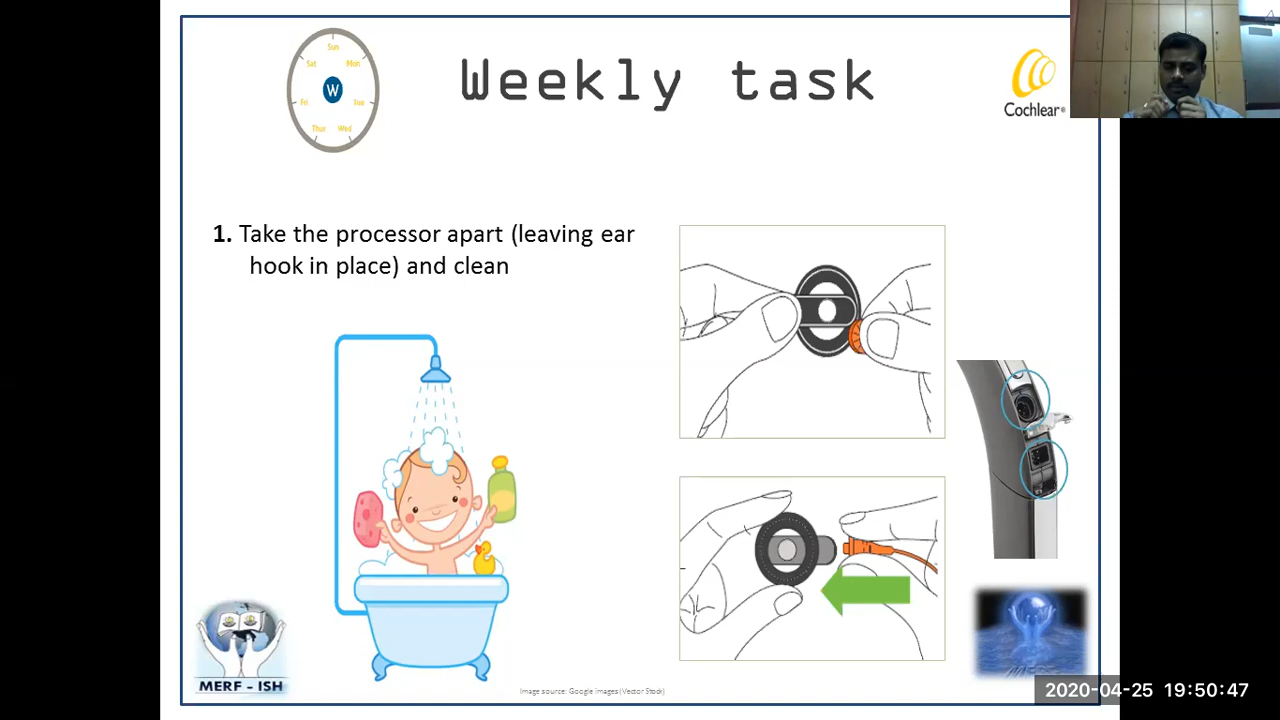 Sun
Sat
Mon
W
Fri
Tue
Thur
Wed
Weekly task
Cochlear®
1. Take the processor apart (leaving ear
hook in place) and clean
MERF - ISH
Image source: Google images (Vector Stock)
2020-04-25 19:50:47